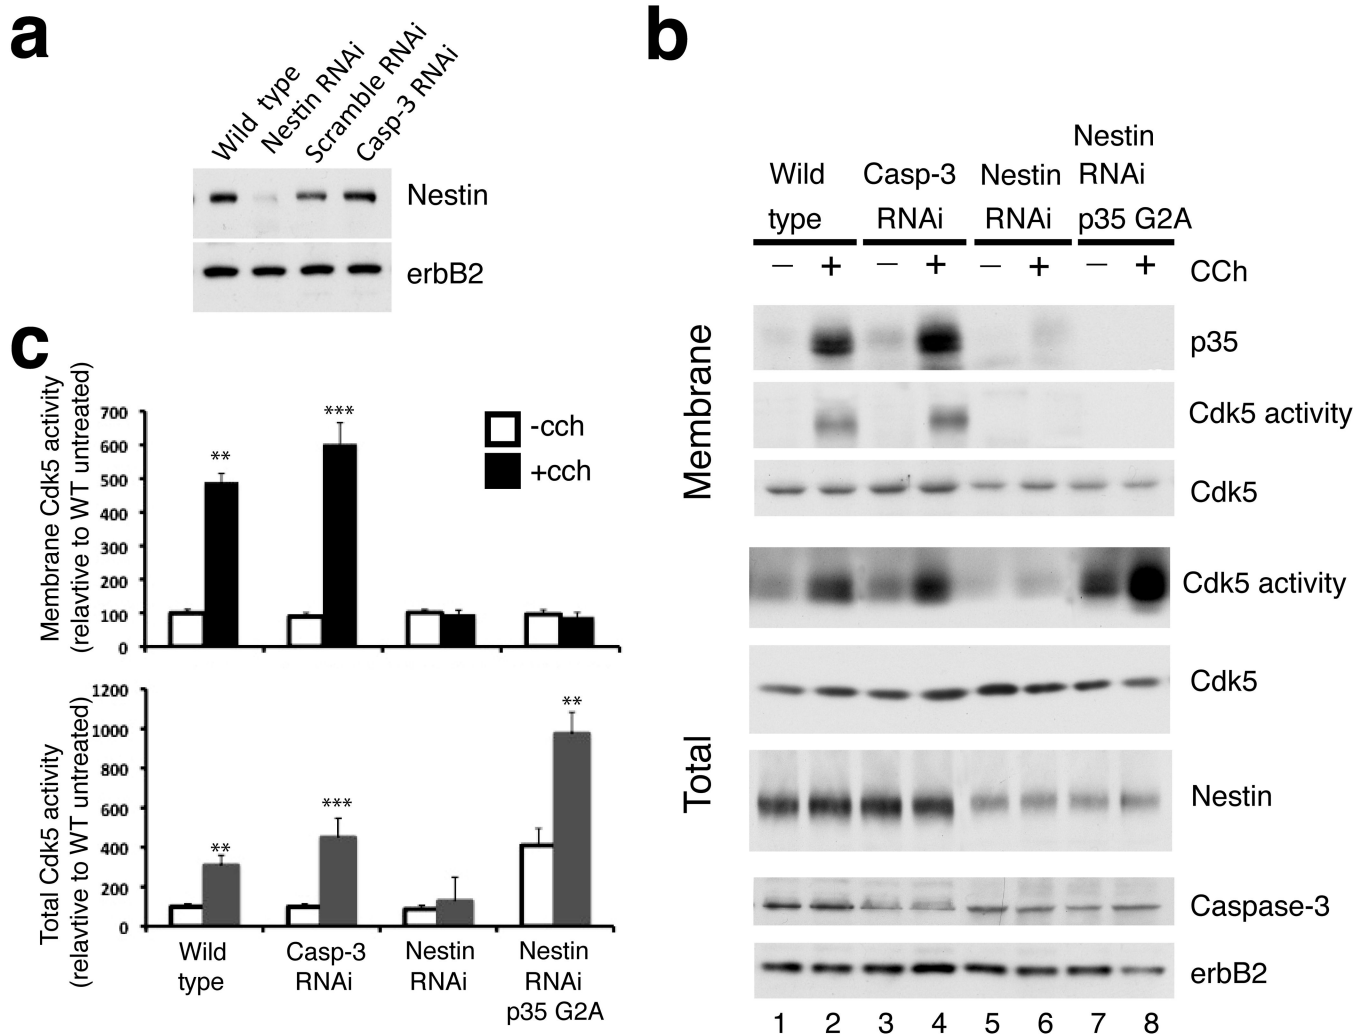 a
Wild type
Nestin RNAi
Scramble RNAi
Casp-3 RNAi
Nestin
erbB2
b
Wild
type
Casp-3
RNAi
Nestin
RNAi
Nestin
RNAi
p35 G2A
– + – + – + – + CCh
Membrane
p35
Cdk5 activity
Cdk5
Total
Cdk5 activity
Cdk5
Nestin
Caspase-3
erbB2
1 2 3 4 5 6 7 8
c
Membrane Cdk5 activity
(relavtive to WT untreated)
700
600
500
400
300
200
100
0
** ***
-cch
+cch
Total Cdk5 activity
(relavtive to WT untreated)
1200
1000
800
600
400
200
0
** *** **
Wild
type
Casp-3
RNAi
Nestin
RNAi
Nestin
RNAi
p35 G2A